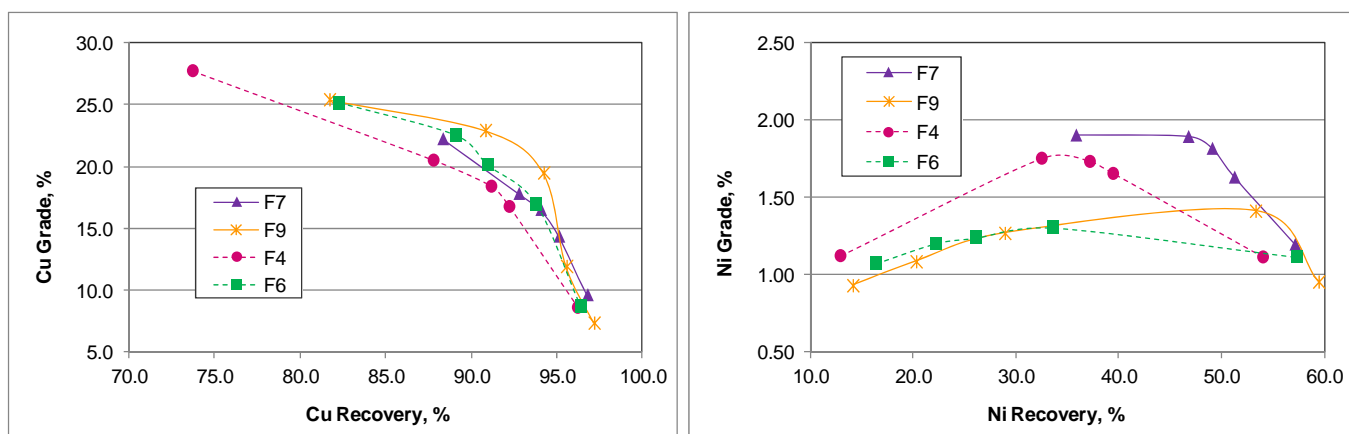 30.0
25.0
20.0
15.0
10.0
5.0
Cu Grade, %
F7
F9
F4
F6
70.0 75.0 80.0 85.0 90.0 95.0 100.0
Cu Recovery, %
2.50
2.00
1.50
1.00
0.50
Ni Grade, %
F7
F9
F4
F6
10.0 20.0 30.0 40.0 50.0 60.0
Ni Recovery, %